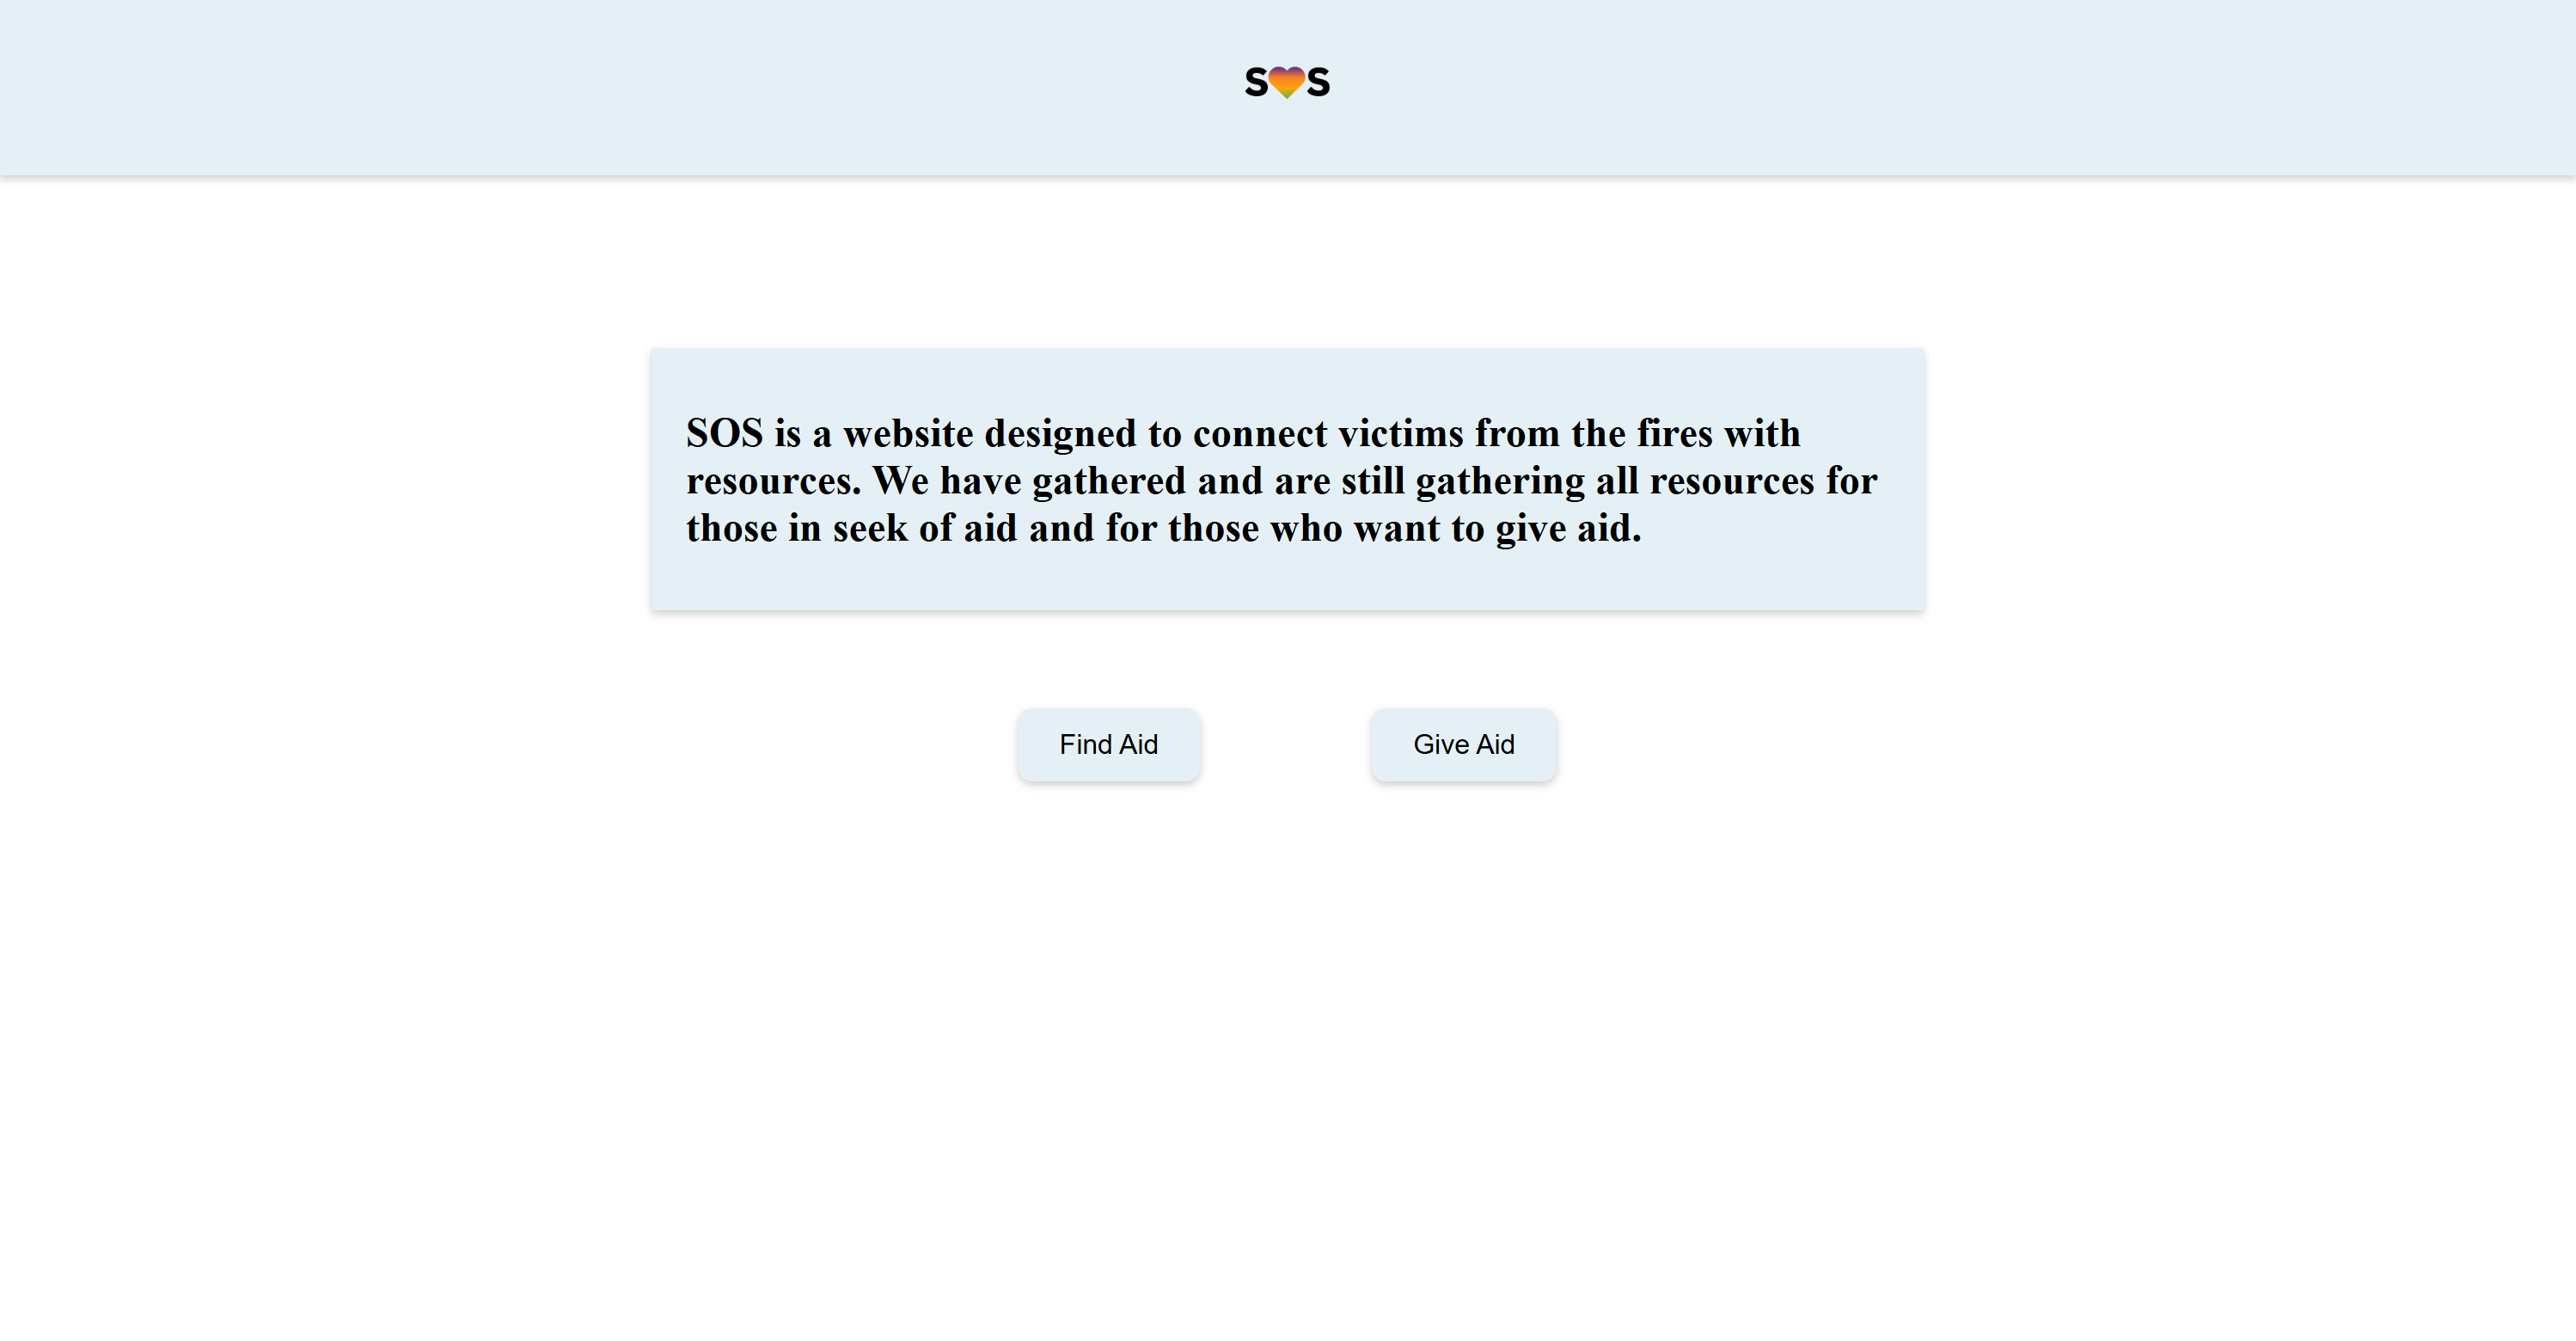 S🧡S
SOS is a website designed to connect victims from the fires with
resources. We have gathered and are still gathering all resources for
those in seek of aid and for those who want to give aid.
Find Aid
Give Aid